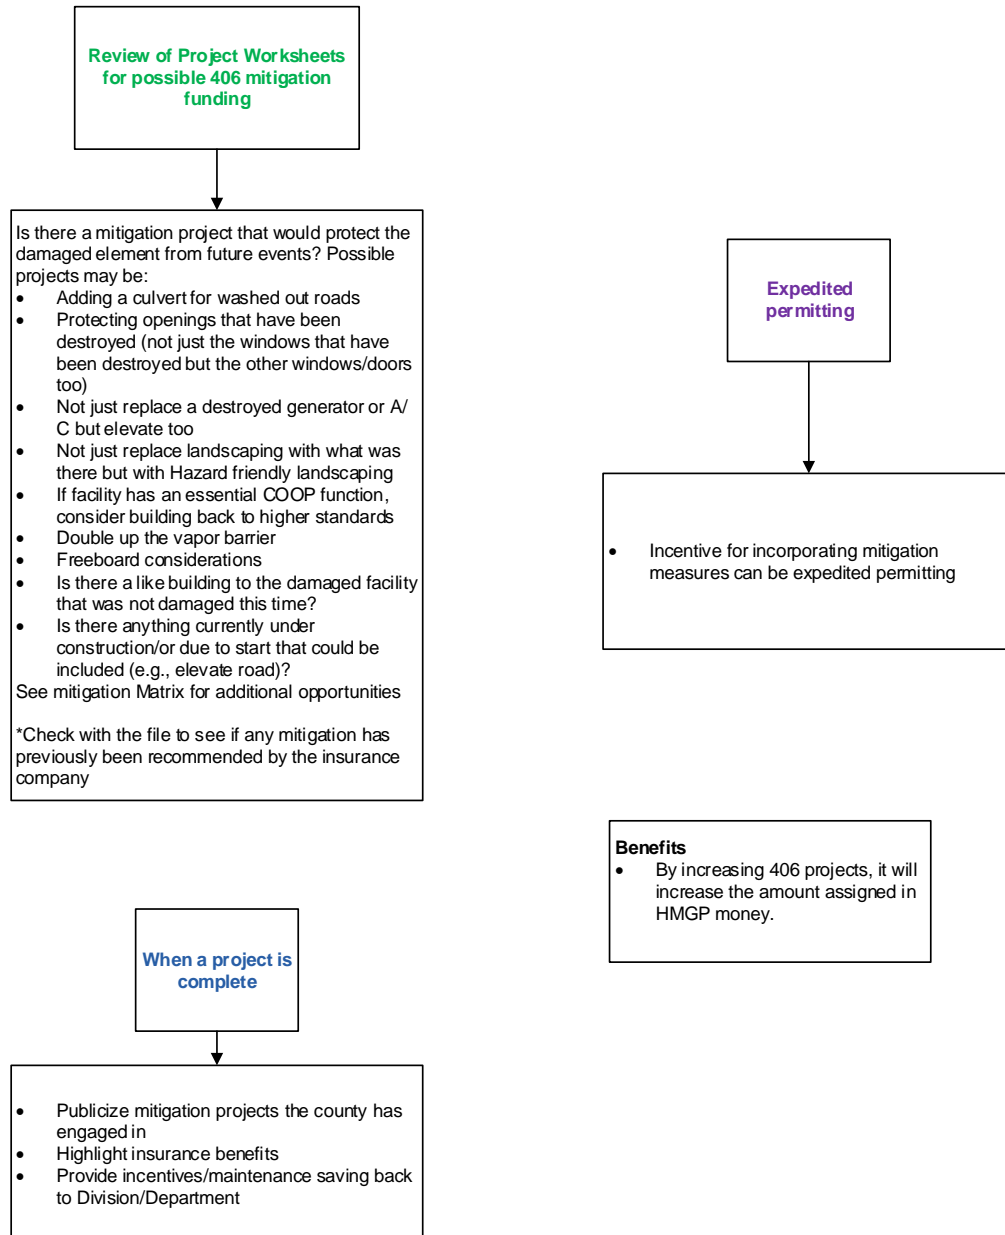 Review of Project Worksheets
for possible 406 mitigation
funding
Is there a mitigation project that would protect the
damaged element from future events? Possible
projects may be:
• Adding a culvert for washed out roads
• Protecting openings that have been
destroyed (not just the windows that have
been destroyed but the other windows/doors
too)
• Not just replace a destroyed generator or A/
C but elevate too
• Not just replace landscaping with what was
there but with Hazard friendly landscaping
• If facility has an essential COOP function,
consider building back to higher standards
• Double up the vapor barrier
• Freeboard considerations
• Is there a like building to the damaged facility
that was not damaged this time?
• Is there anything currently under
construction/or due to start that could be
included (e.g., elevate road)?
See mitigation Matrix for additional opportunities
*Check with the file to see if any mitigation has
previously been recommended by the insurance
company
When a project is
complete
• Publicize mitigation projects the county has
engaged in
• Highlight insurance benefits
• Provide incentives/maintenance saving back
to Division/Department
Expedited
permitting
• Incentive for incorporating mitigation
measures can be expedited permitting
Benefits
• By increasing 406 projects, it will
increase the amount assigned in
HMGP money.